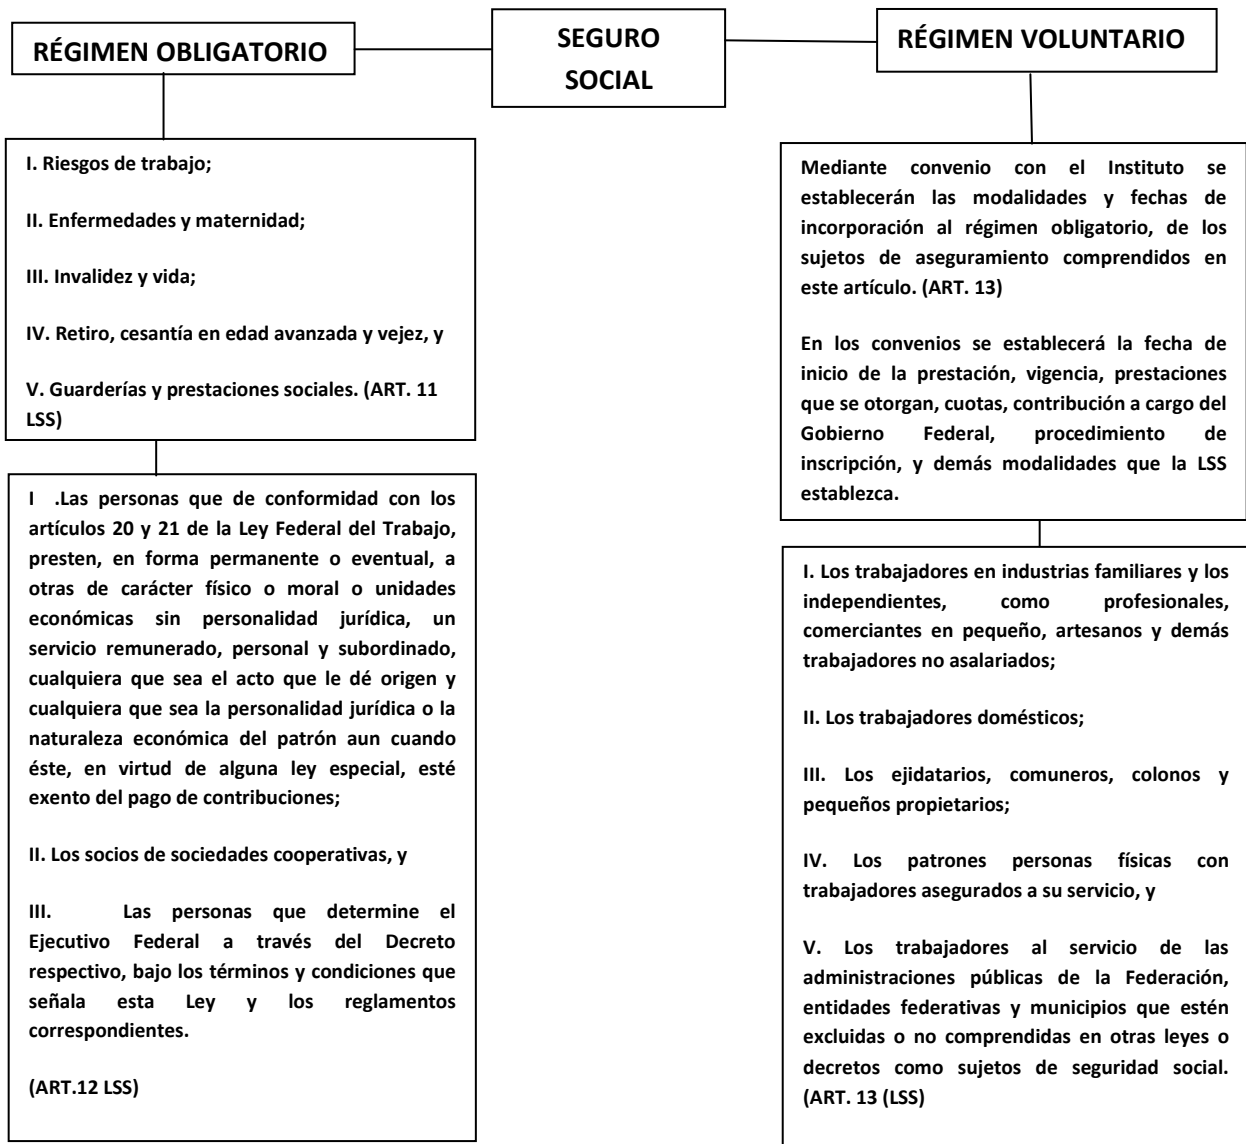 RÉGIMEN OBLIGATORIO
SEGURO
SOCIAL
RÉGIMEN VOLUNTARIO
I. Riesgos de trabajo;
II. Enfermedades y maternidad;
III. Invalidez y vida;
IV. Retiro, cesantía en edad avanzada y vejez, y
V. Guarderías y prestaciones sociales. (ART. 11
LSS)
I .Las personas que de conformidad con los
artículos 20 y 21 de la Ley Federal del Trabajo,
presten, en forma permanente o eventual, a
otras de carácter físico o moral o unidades
económicas sin personalidad jurídica, un
servicio remunerado, personal y subordinado,
cualquiera que sea el acto que le dé origen y
cualquiera que sea la personalidad jurídica o la
naturaleza económica del patrón aun cuando
éste, en virtud de alguna ley especial, esté
exento del pago de contribuciones;
II. Los socios de sociedades cooperativas, y
III. Las personas que determine el
Ejecutivo Federal a través del Decreto
respectivo, bajo los términos y condiciones que
señala esta Ley y los reglamentos
correspondientes.
(ART.12 LSS)
Mediante convenio con el Instituto se
establecerán las modalidades y fechas de
incorporación al régimen obligatorio, de los
sujetos de aseguramiento comprendidos en
este artículo. (ART. 13)
En los convenios se establecerá la fecha de
inicio de la prestación, vigencia, prestaciones
que se otorgan, cuotas, contribución a cargo del
Gobierno Federal, procedimiento de
inscripción, y demás modalidades que la LSS
establezca.
I. Los trabajadores en industrias familiares y los
independientes, como profesionales,
comerciantes en pequeño, artesanos y demás
trabajadores no asalariados;
II. Los trabajadores domésticos;
III. Los ejidatarios, comuneros, colonos y
pequeños propietarios;
IV. Los patrones personas físicas con
trabajadores asegurados a su servicio, y
V. Los trabajadores al servicio de las
administraciones públicas de la Federación,
entidades federativas y municipios que estén
excluidas o no comprendidas en otras leyes o
decretos como sujetos de seguridad social.
(ART. 13 (LSS)